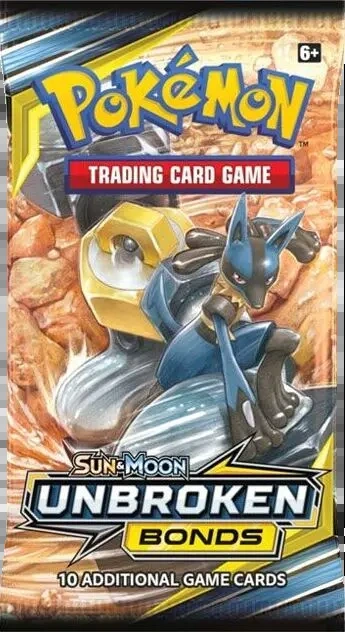 6+
POKéMON
TM
TRADING CARD GAME
SUN & MOON
UNBROKEN
BONDS
10 ADDITIONAL GAME CARDS